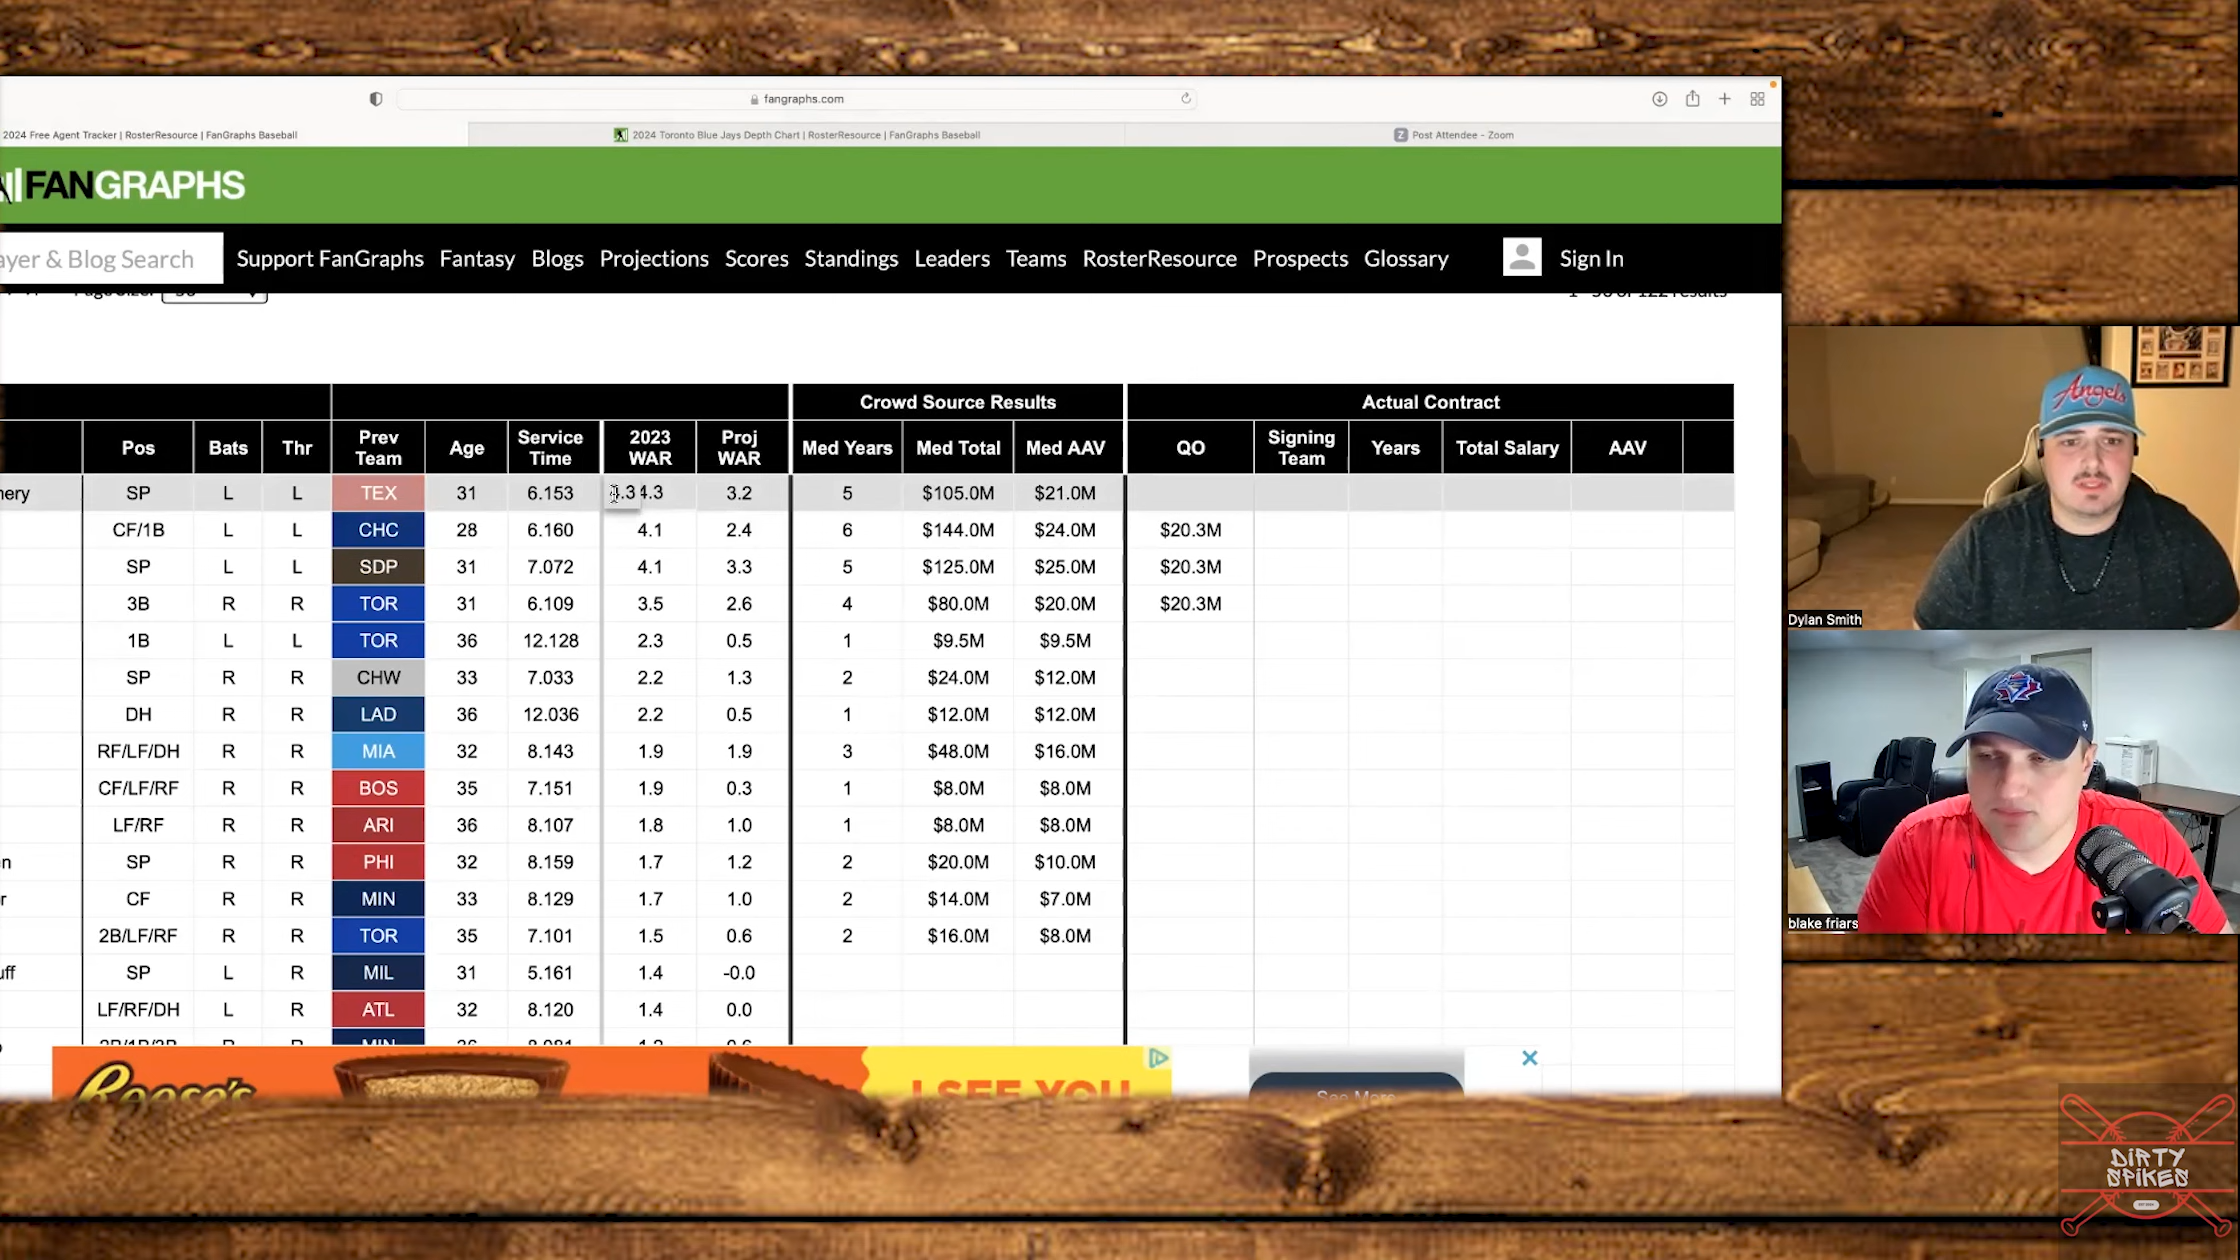 fangraphs.com
2024 Free Agent Tracker | RosterResource | FanGraphs Baseball
2024 Toronto Blue Jays Depth Chart | RosterResource | FanGraphs Baseball
Z Post Attendee - Zoom
FANGRAPHS
ayer & Blog Search Support FanGraphs Fantasy Blogs Projections Scores Standings Leaders Teams RosterResource Prospects Glossary Sign In
Crowd Source Results Actual Contract
Pos Bats Thr Prev Team Age Service Time 2023 WAR Proj WAR Med Years Med Total Med AAV QO Signing Team Years Total Salary AAV
nery SP L L TEX 31 6.153 4.3 3.2 5 $105.0M $21.0M
CF/1B L L CHC 28 6.160 4.1 2.4 6 $144.0M $24.0M $20.3M
SP L L SDP 31 7.072 4.1 3.3 5 $125.0M $25.0M $20.3M
3B R R TOR 31 6.109 3.5 2.6 4 $80.0M $20.0M $20.3M
1B L L TOR 36 12.128 2.3 0.5 1 $9.5M $9.5M
SP R R CHW 33 7.033 2.2 1.3 2 $24.0M $12.0M
DH R R LAD 36 12.036 2.2 0.5 1 $12.0M $12.0M
RF/LF/DH R R MIA 32 8.143 1.9 1.9 3 $48.0M $16.0M
CF/LF/RF R R BOS 35 7.151 1.9 0.3 1 $8.0M $8.0M
LF/RF R R ARI 36 8.107 1.8 1.0 1 $8.0M $8.0M
n SP R R PHI 32 8.159 1.7 1.2 2 $20.0M $10.0M
r CF R R MIN 33 8.129 1.7 1.0 2 $14.0M $7.0M
2B/LF/RF R R TOR 35 7.101 1.5 0.6 2 $16.0M $8.0M
uff SP L R MIL 31 5.161 1.4 -0.0
LF/RF/DH L R ATL 32 8.120 1.4 0.0
Reese's I SEE YOU
See More
Angels
Dylan Smith
blake friars
DIRTY
SPIKES